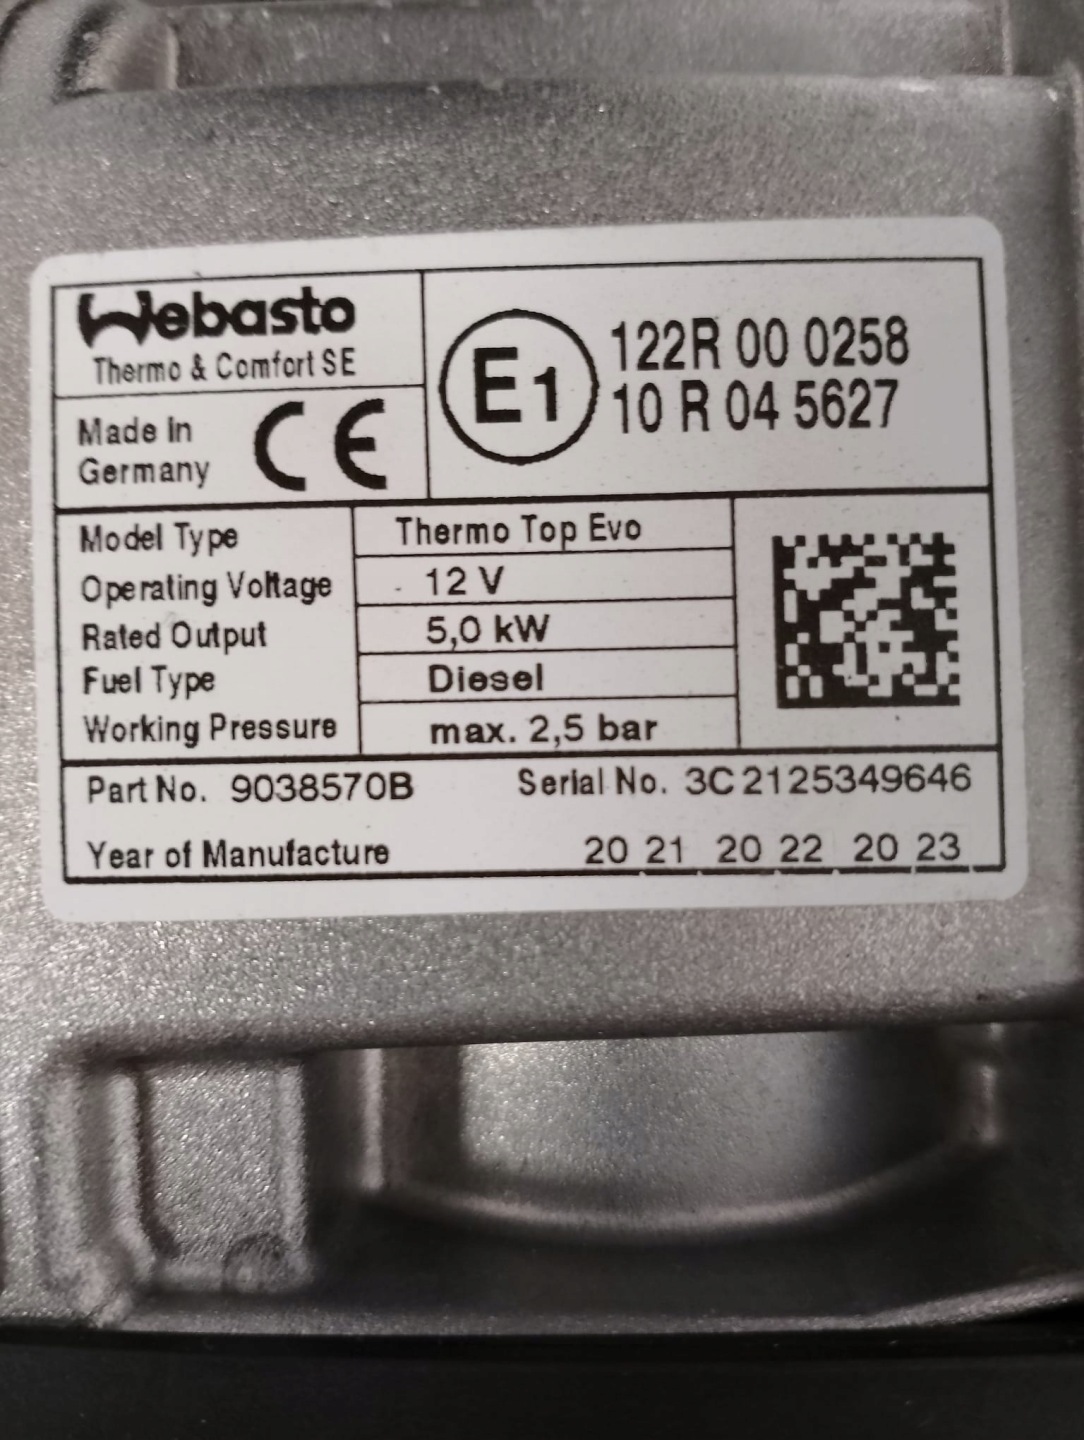 Webasto
Thermo & Comfort SE
Made in
Germany
CE
E1
122R 00 0258
10 R 04 5627
Model Type Thermo Top Evo
Operating Voltage 12 V
Rated Output 5,0 kW
Fuel Type Diesel
Working Pressure max. 2,5 bar
Part No. 9038570B Serial No. 3C2125349646
Year of Manufacture 20 21 20 22 20 23